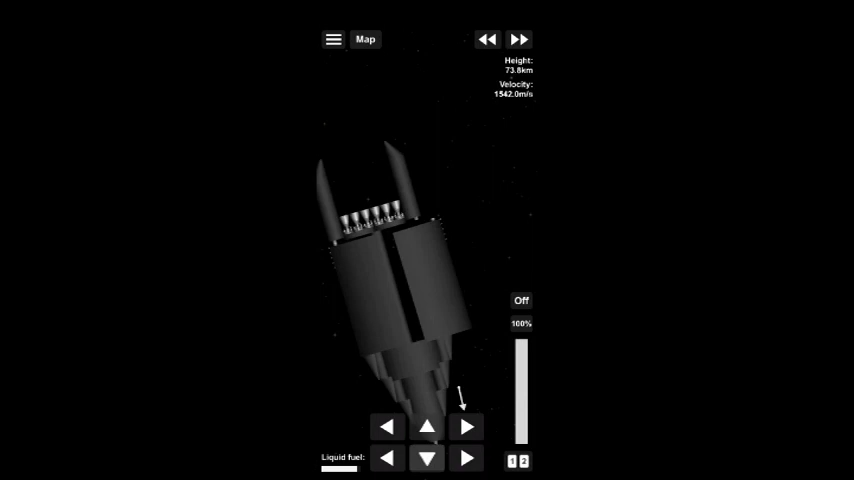 Map
Height:
73.8km
Velocity:
1542.0m/s
Off
100%
Liquid fuel:
1 2